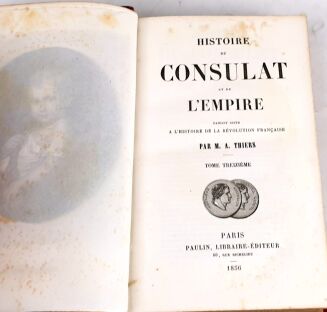 HISTOIRE
DU
CONSULAT
ET DE
L'EMPIRE
FAISANT SUITE
A L'HISTOIRE DE LA RÉVOLUTION FRANÇAISE
PAR M. A. THIERS
TOME TREIZIÈME
PARIS
PAULIN, LIBRAIRE-ÉDITEUR
60, RUE RICHELIEU
1856